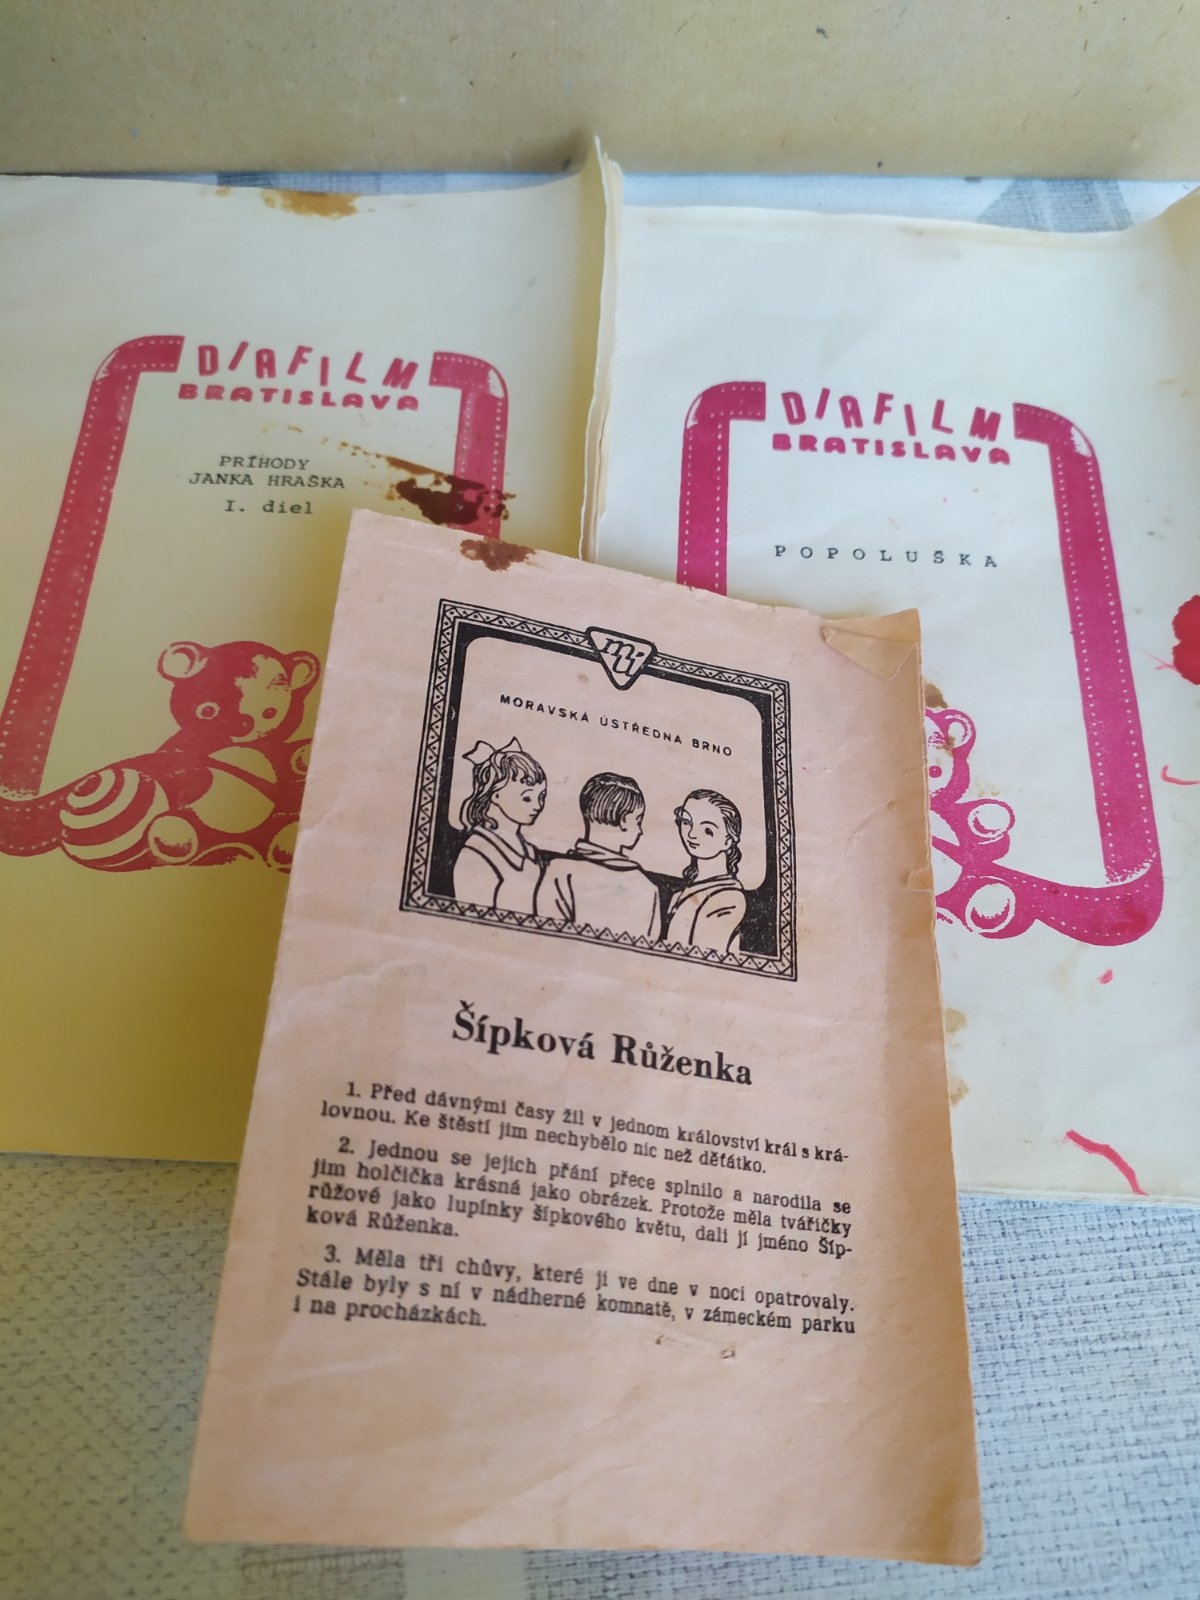 DIAFILM
BRATISLAVA
PRÍHODY
JANKA HRAŠKA
I. diel
DIAFILM
BRATISLAVA
POPOLUŠKA
MORAVSKÁ ÚSTŘEDNA BRNO
Šípková Růženka
1. Před dávnými časy žil v jednom království král s krá-
lovnou. Ke štěstí jim nechybělo nic než děťátko.
2. Jednou se jejich přání přece splnilo a narodila se
jim holčička krásná jako obrázek. Protože měla tvářičky
růžové jako lupínky šípkového květu, dali jí jméno Šíp-
ková Růženka.
3. Měla tři chůvy, které ji ve dne v noci opatrovaly.
Stále byly s ní v nádherné komnatě, v zámeckém parku
i na procházkách.